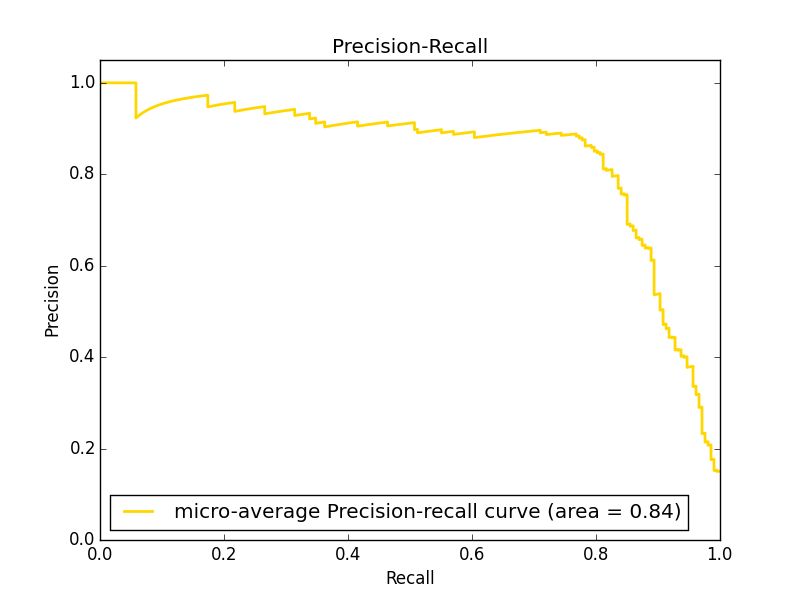 Precision-Recall
1.0
0.8
0.6
0.4
0.2
0.0
Precision
micro-average Precision-recall curve (area = 0.84)
0.0 0.2 0.4 0.6 0.8 1.0
Recall